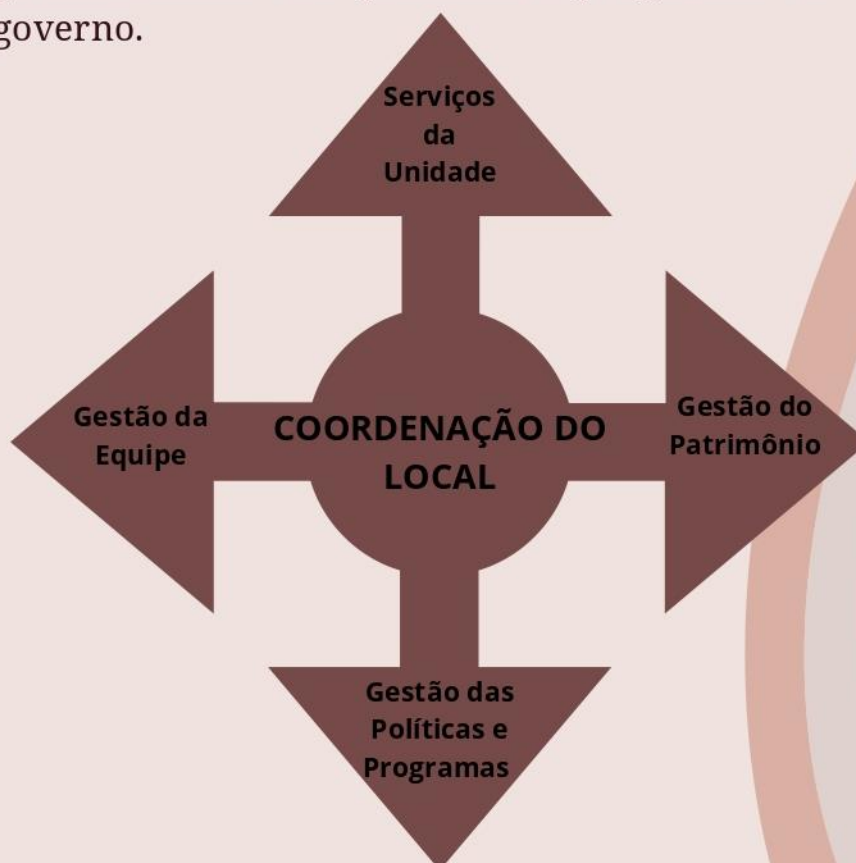 governo.
Serviços
da
Unidade
Gestão da
Equipe
COORDENAÇÃO DO
LOCAL
Gestão do
Patrimônio
Gestão das
Políticas e
Programas